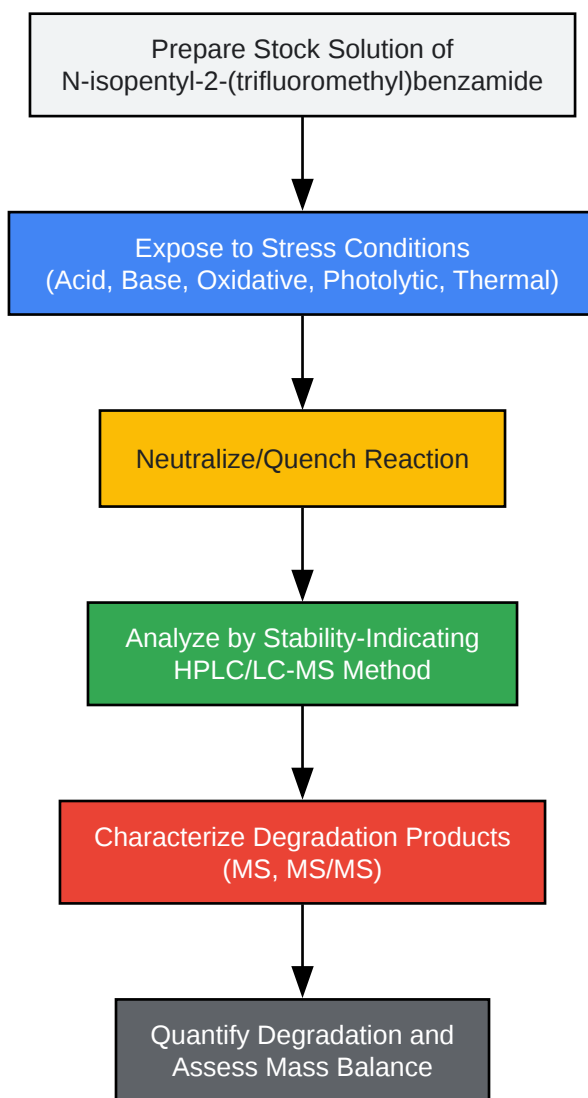 Prepare Stock Solution of
N-isopentyl-2-(trifluoromethyl)benzamide
Expose to Stress Conditions
(Acid, Base, Oxidative, Photolytic, Thermal)
Neutralize/Quench Reaction
Analyze by Stability-Indicating
HPLC/LC-MS Method
Characterize Degradation Products
(MS, MS/MS)
Quantify Degradation and
Assess Mass Balance